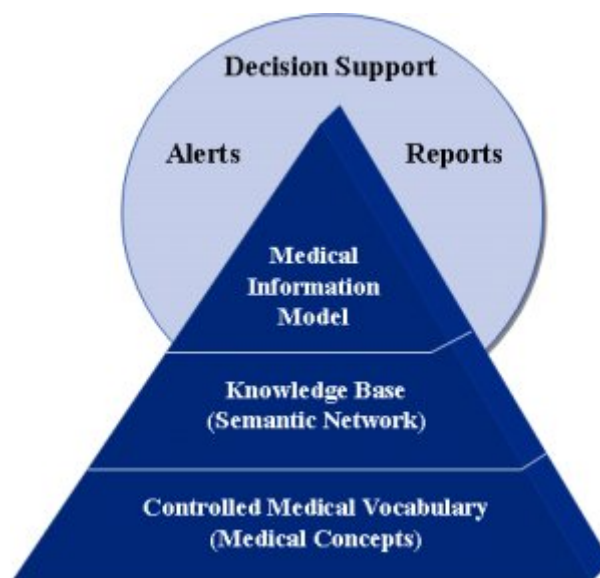 Decision Support
Alerts
Reports
Medical
Information
Model
Knowledge Base
(Semantic Network)
Controlled Medical Vocabulary
(Medical Concepts)